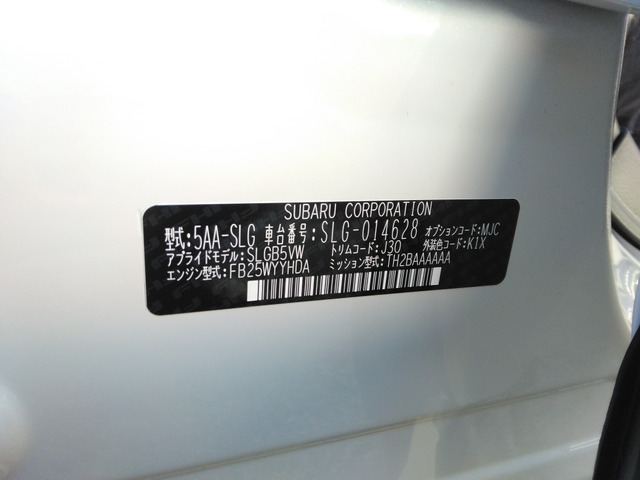 SUBARU CORPORATION
型式:5AA-SLG 車台番号:SLG-014628 オプションコード:MJC
アプライドモデル:SLGB5VW トリムコード:J30 外装色コード:K1X
エンジン型式:FB25WYYHDA ミッション型式:TH2BAAAAAA